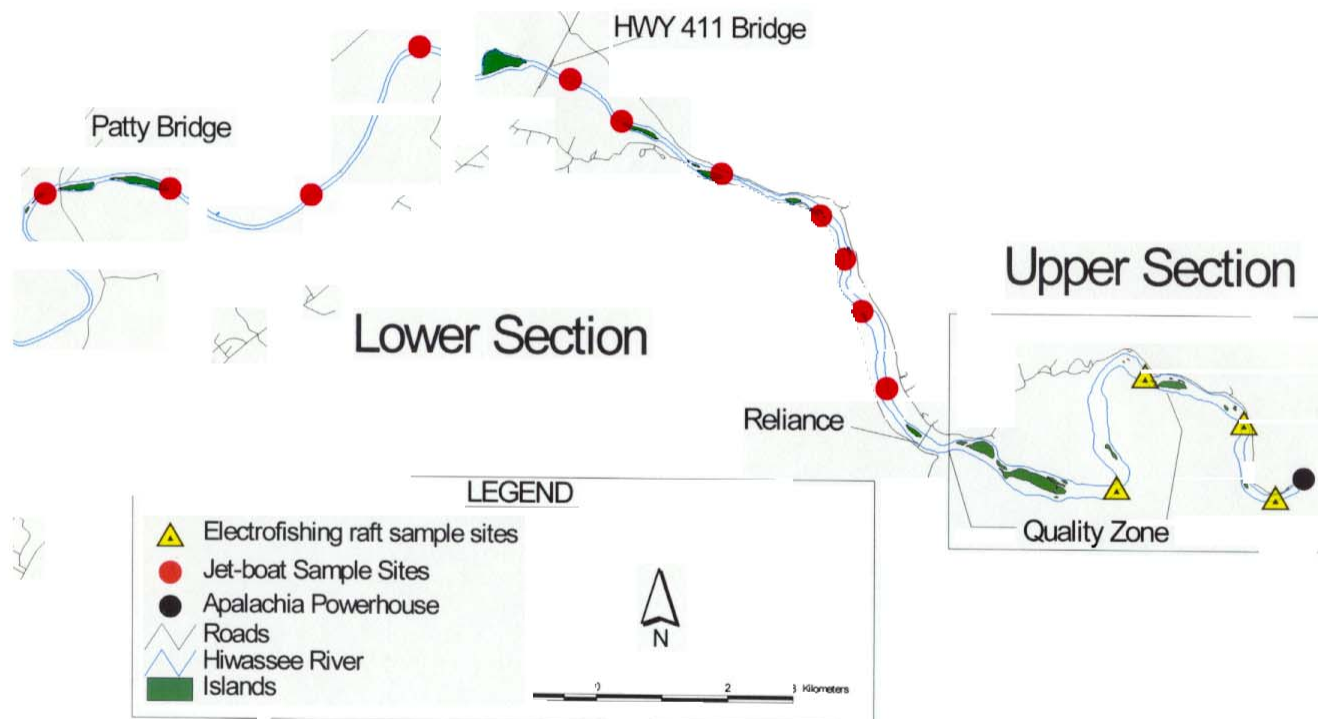 HWY 411 Bridge
Patty Bridge
Upper Section
Lower Section
Reliance
Quality Zone
LEGEND
Electrofishing raft sample sites
Jet-boat Sample Sites
Apalachia Powerhouse
Roads
Hiwassee River
Islands
N
0 2 Kilometers